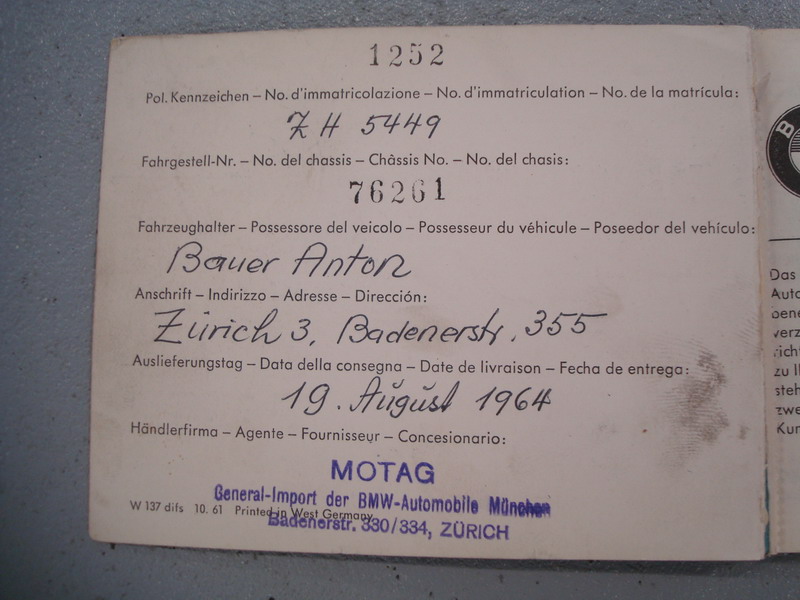 1252
Pol. Kennzeichen – No. d'immatricolazione – No. d'immatriculation – No. de la matrícula:
ZH 5449
Fahrgestell-Nr. – No. del chassis – Châssis No. – No. del chasis:
76261
Fahrzeughalter – Possessore del veicolo – Possesseur du véhicule – Poseedor del vehículo:
Bauer Anton
Anschrift – Indirizzo – Adresse – Dirección:
Zürich 3, Badenerstr. 355
Auslieferungstag – Data della consegna – Date de livraison – Fecha de entrega:
19. August 1964
Händlerfirma – Agente – Fournisseur – Concesionario:
MOTAG
General-Import der BMW-Automobile München
W 137 difs 10. 61 Printed in West Germany
Badenerstr. 330/334, ZÜRICH
B
Das
Auto
zu